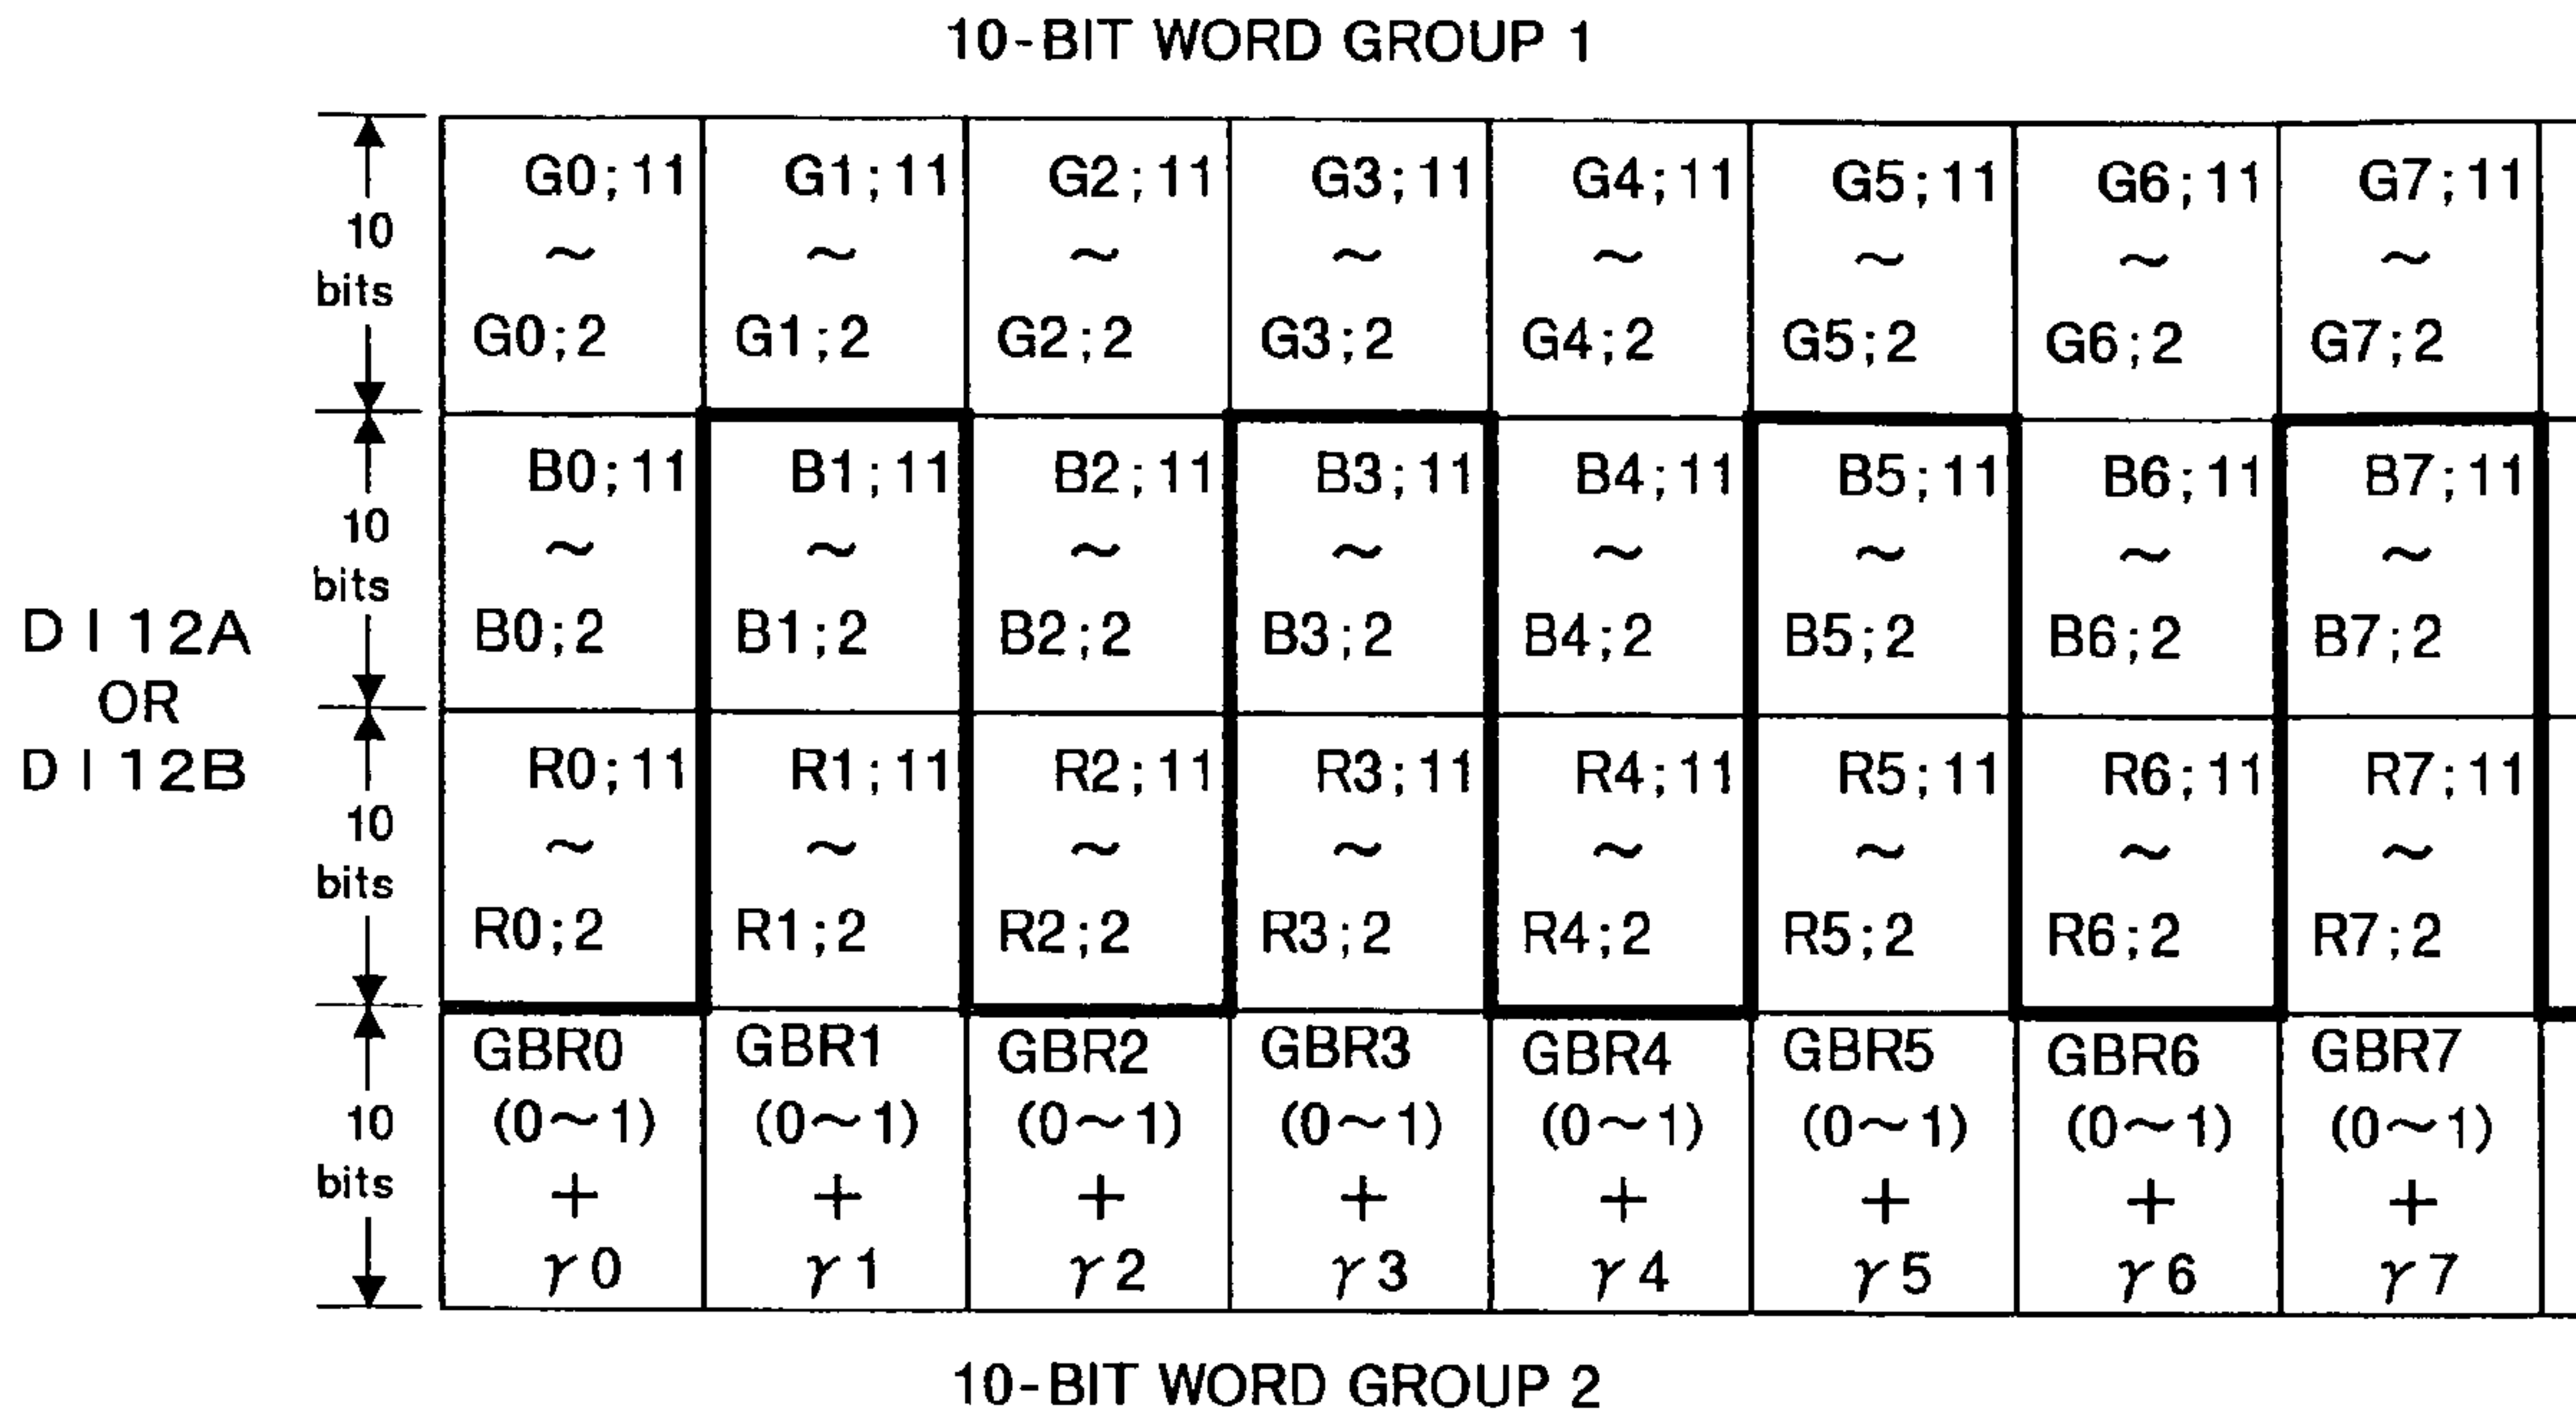 10-BIT WORD GROUP 1
10 bits
G0;11 G1;11 G2;11 G3;11 G4;11 G5;11 G6;11 G7;11
~ ~ ~ ~ ~ ~ ~ ~
G0;2 G1;2 G2;2 G3;2 G4;2 G5;2 G6;2 G7;2
10 bits
B0;11 B1;11 B2;11 B3;11 B4;11 B5;11 B6;11 B7;11
~ ~ ~ ~ ~ ~ ~ ~
B0;2 B1;2 B2;2 B3;2 B4;2 B5;2 B6;2 B7;2
DI12A
OR
DI12B
10 bits
R0;11 R1;11 R2;11 R3;11 R4;11 R5;11 R6;11 R7;11
~ ~ ~ ~ ~ ~ ~ ~
R0;2 R1;2 R2;2 R3;2 R4;2 R5;2 R6;2 R7;2
10 bits
GBR0 GBR1 GBR2 GBR3 GBR4 GBR5 GBR6 GBR7
(0~1) (0~1) (0~1) (0~1) (0~1) (0~1) (0~1) (0~1)
+ + + + + + + +
γ0 γ1 γ2 γ3 γ4 γ5 γ6 γ7
10-BIT WORD GROUP 2